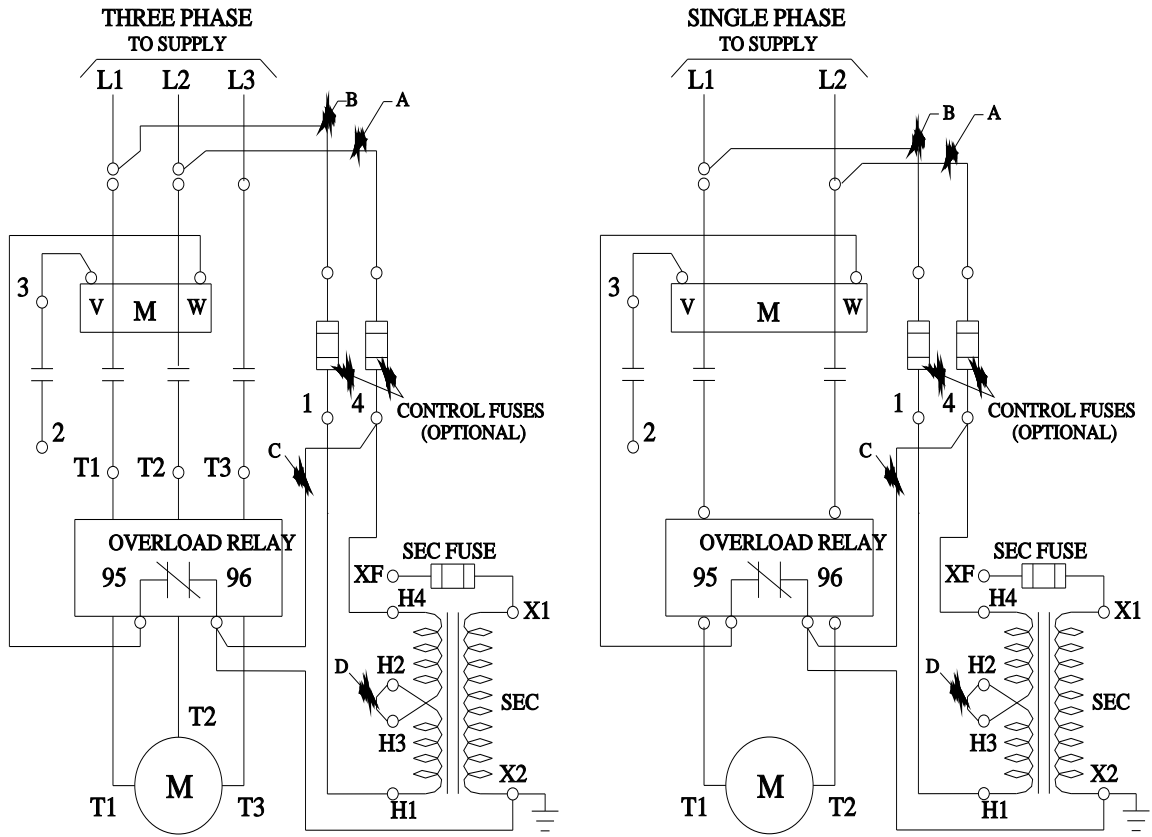 THREE PHASE
TO SUPPLY
L1 L2 L3
B A
3
V M W
1 4
CONTROL FUSES
(OPTIONAL)
2
C
T1 T2 T3
OVERLOAD RELAY
95 96
SEC FUSE
XF
H4 X1
D H2
SEC
T2
H3
M
X2
T1 T3
H1
SINGLE PHASE
TO SUPPLY
L1 L2
B A
3
V M W
1 4
CONTROL FUSES
(OPTIONAL)
2
C
OVERLOAD RELAY
95 96
SEC FUSE
XF
H4 X1
D H2
SEC
H3
M
X2
T1 T2
H1